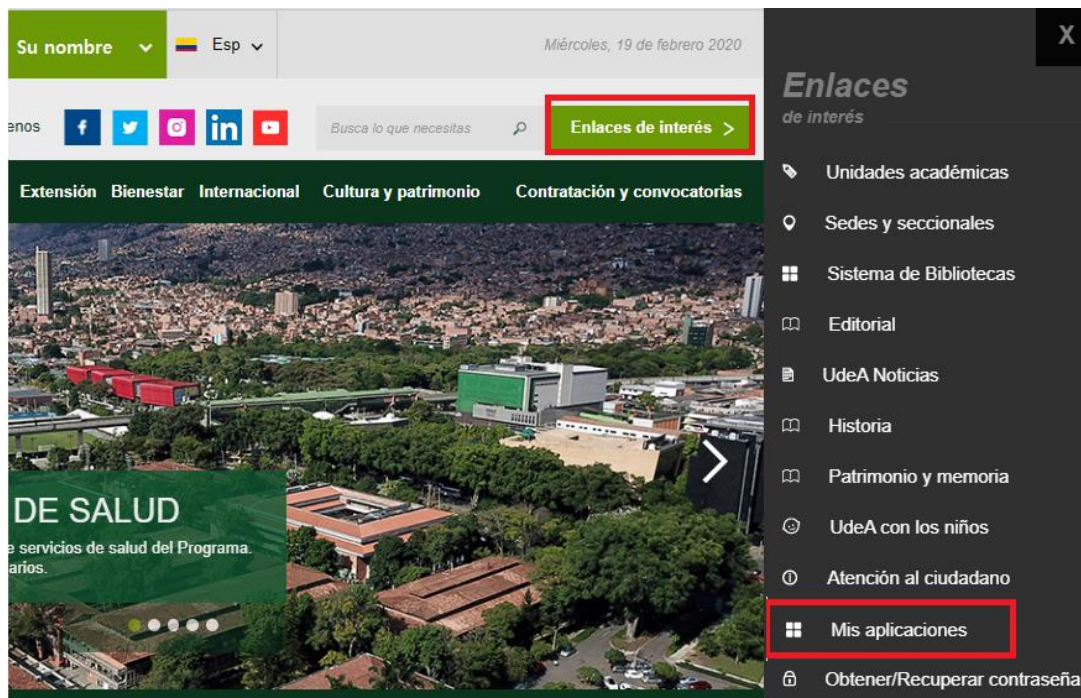 Su nombre
Esp
Miércoles, 19 de febrero 2020
enos
f
in
Busca lo que necesitas
Enlaces de interés >
Extensión Bienestar Internacional Cultura y patrimonio Contratación y convocatorias
DE SALUD
e servicios de salud del Programa.
arios.
X
Enlaces
de interés
Unidades académicas
Sedes y seccionales
Sistema de Bibliotecas
Editorial
UdeA Noticias
Historia
Patrimonio y memoria
UdeA con los niños
Atención al ciudadano
Mis aplicaciones
Obtener/Recuperar contraseña